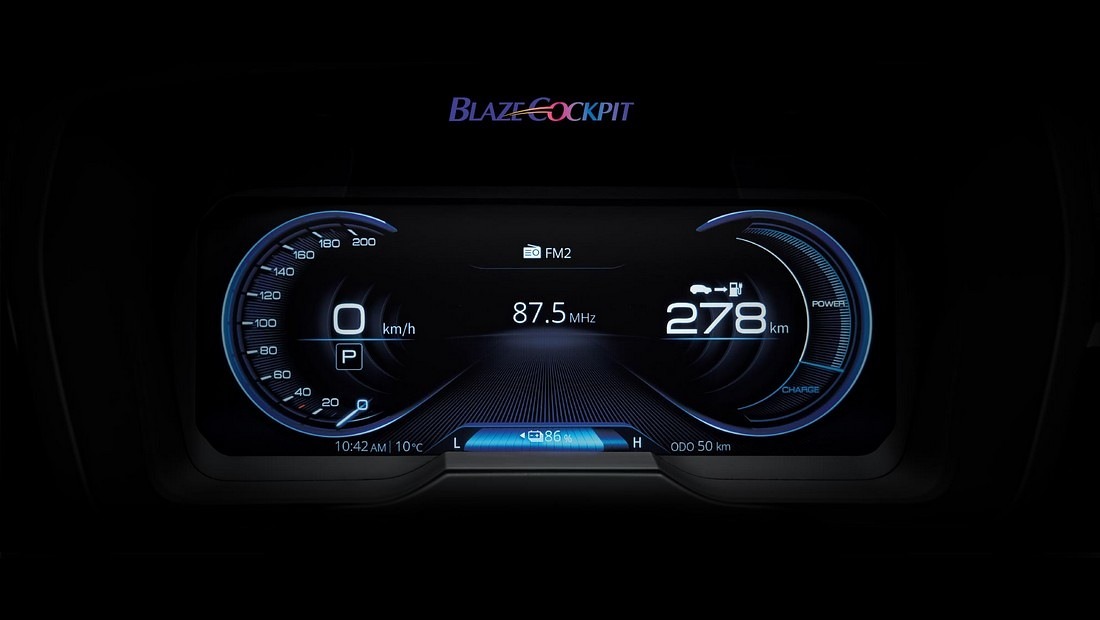 BLAZE COCKPIT
200
180
160
140
120
100
80
60
40
20
0
0 km/h
P
FM2
87.5 MHz
278 km
POWER
CHARGE
10:42 AM 10°C
L 86% H
ODO 50 km